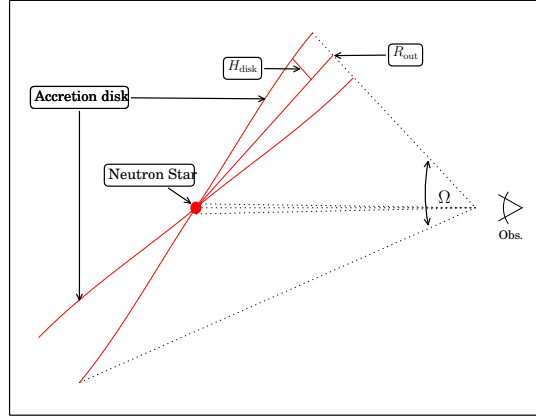 H_disk
R_out
Accretion disk
Neutron Star
Ω
Obs.